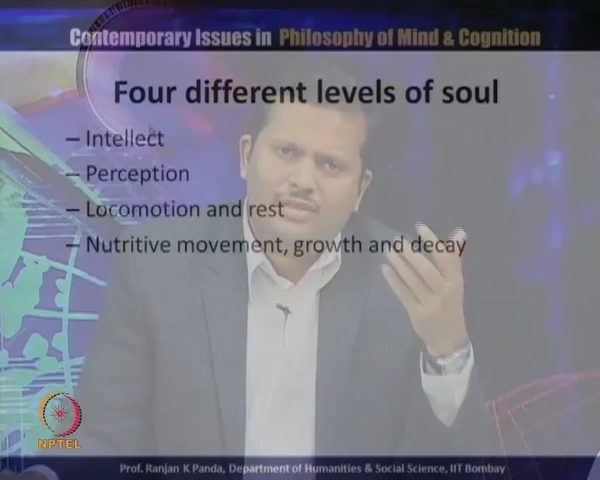 Contemporary Issues in Philosophy of Mind & Cognition
Four different levels of soul
– Intellect
– Perception
– Locomotion and rest
– Nutritive movement, growth and decay
NPTEL
Prof. Ranjan K Panda, Department of Humanities & Social Science, IIT Bombay